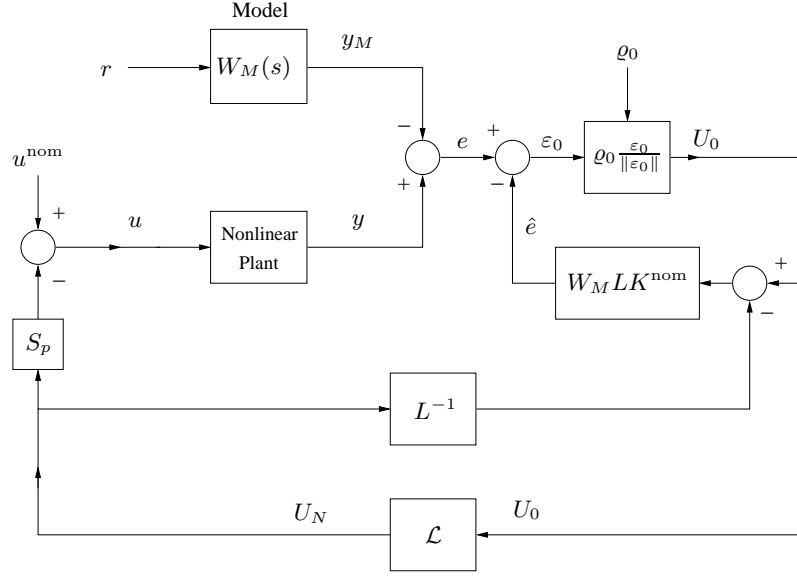 Model
r
W_M(s)
y_M
ϱ_0
−
+
e
+
−
ε_0
ϱ_0 ε_0/‖ε_0‖
U_0
u^nom
+
−
u
Nonlinear
Plant
y
+
ê
W_M L K^nom
+
−
S_p
L^{-1}
U_N
ℒ
U_0